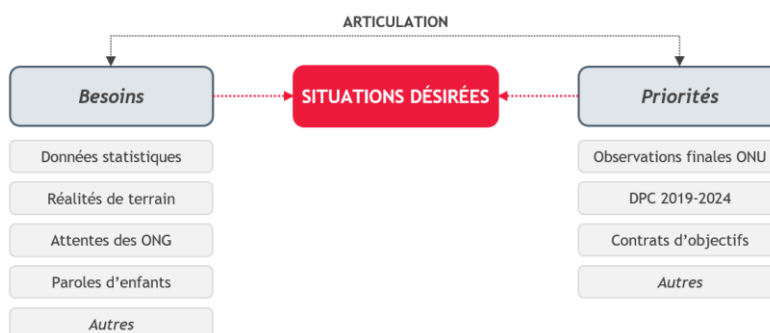 ARTICULATION
Besoins
SITUATIONS DÉSIRÉES
Priorités
Données statistiques
Réalités de terrain
Attentes des ONG
Paroles d'enfants
Autres
Observations finales ONU
DPC 2019-2024
Contrats d'objectifs
Autres